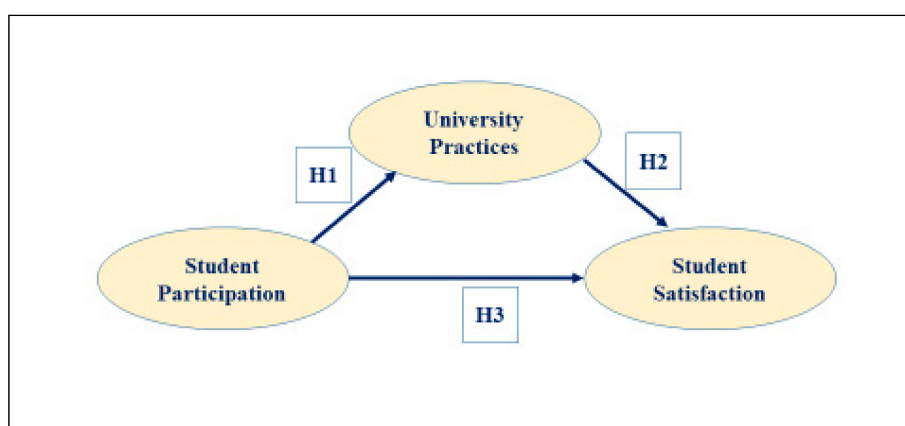 University
Practices
H1
H2
Student
Participation
Student
Satisfaction
H3